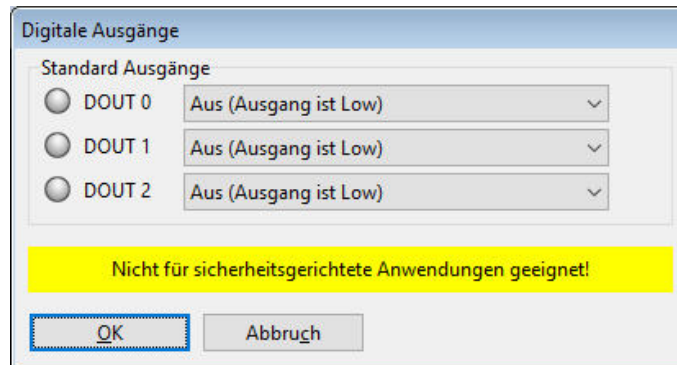 Digitale Ausgänge
Standard Ausgänge
DOUT 0 Aus (Ausgang ist Low)
DOUT 1 Aus (Ausgang ist Low)
DOUT 2 Aus (Ausgang ist Low)
Nicht für sicherheitsgerichtete Anwendungen geeignet!
OK Abbruch